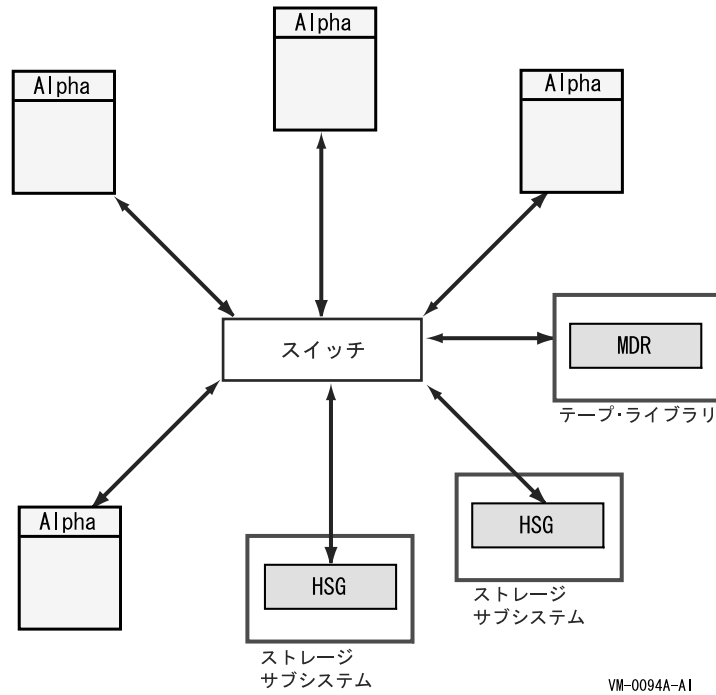 Alpha
Alpha
Alpha
スイッチ
MDR
テープ・ライブラリ
Alpha
HSG
ストレージ
サブシステム
HSG
ストレージ
サブシステム
VM-0094A-AI